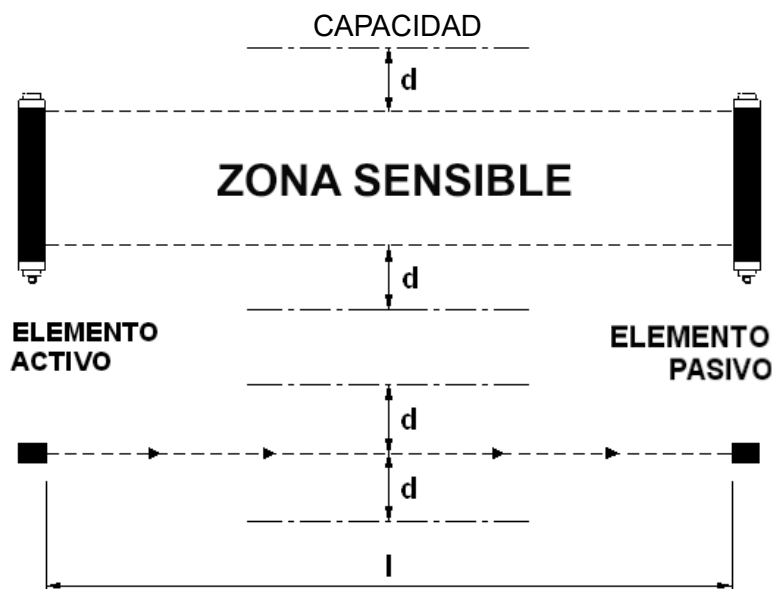 CAPACIDAD
d
ZONA SENSIBLE
d
ELEMENTO
ACTIVO
ELEMENTO
PASIVO
d
d
l